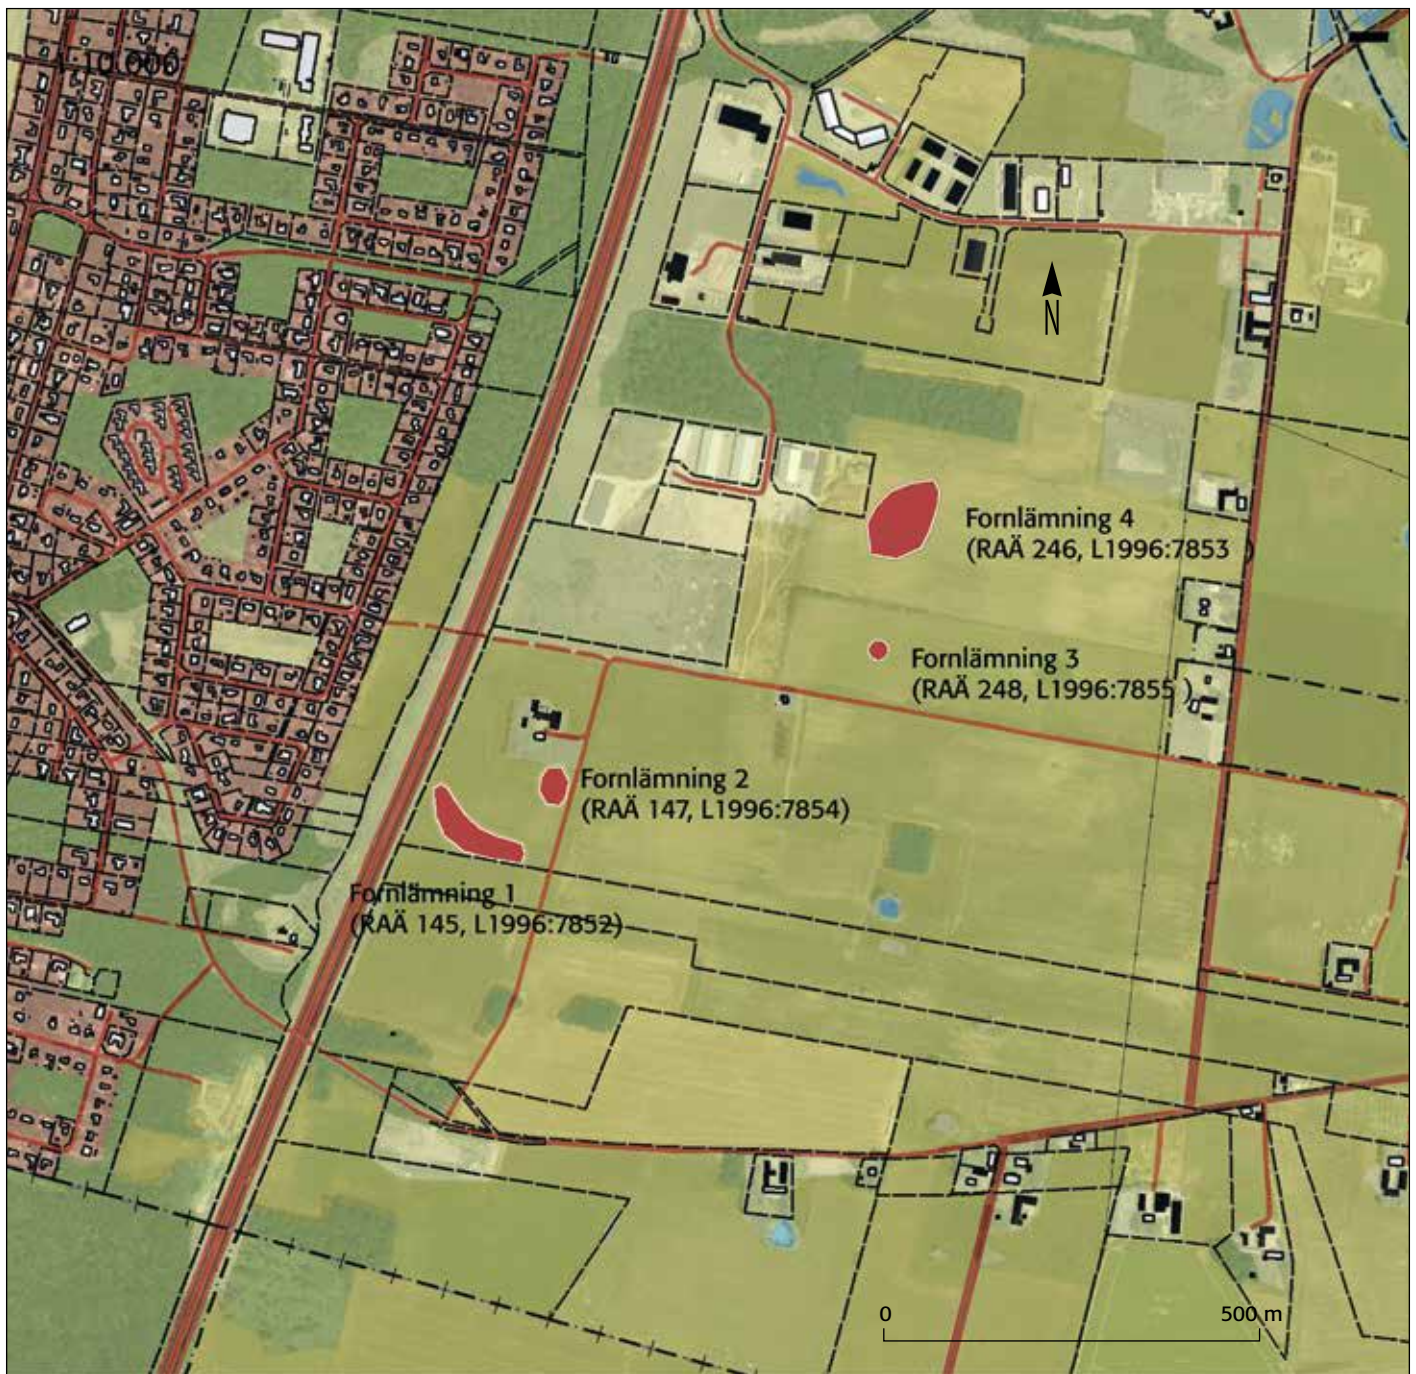 1:10.000
N
Fornlämning 4
(RAÄ 246, L1996:7853 )
Fornlämning 3
(RAÄ 248, L1996:7855 )
Fornlämning 2
(RAÄ 147, L1996:7854)
Fornlämning 1
(RAÄ 145, L1996:7852)
0 500 m